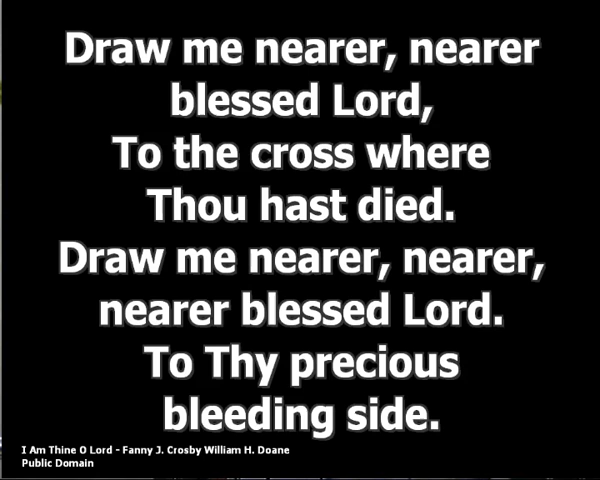 Draw me nearer, nearer
blessed Lord,
To the cross where
Thou hast died.
Draw me nearer, nearer,
nearer blessed Lord.
To Thy precious
bleeding side.
I Am Thine O Lord - Fanny J. Crosby William H. Doane
Public Domain